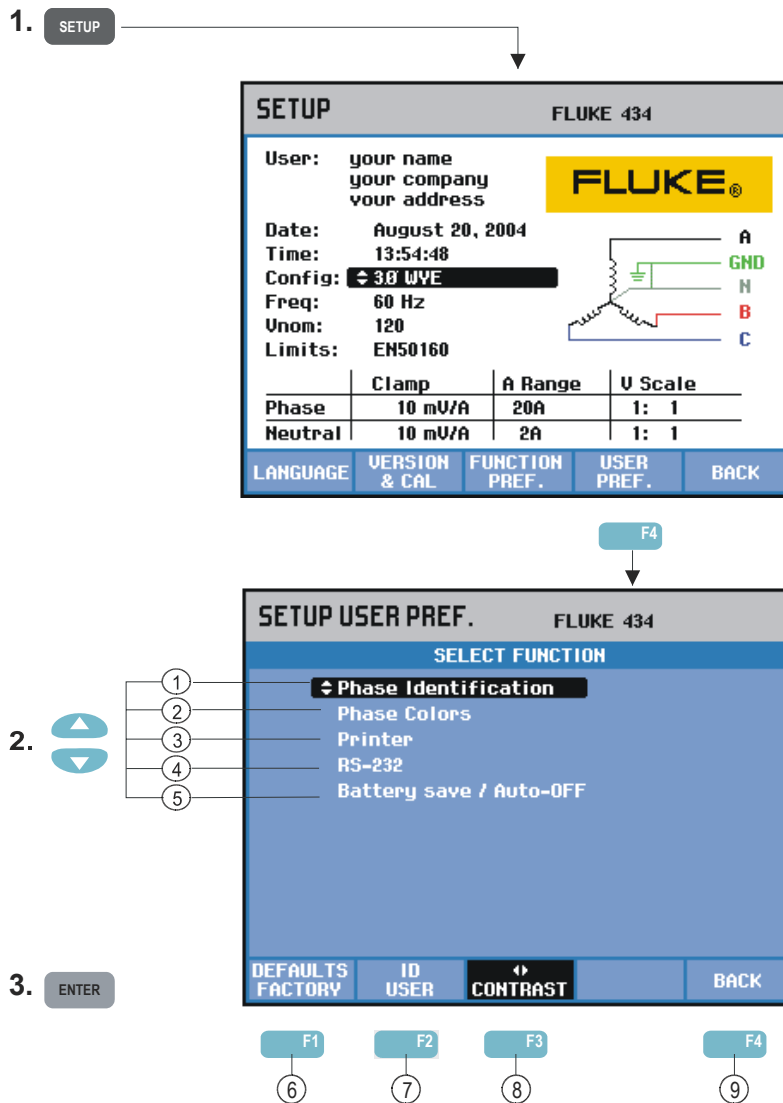 1. SETUP
SETUP FLUKE 434
User: your name
your company
your address
FLUKE®
Date: August 20, 2004
Time: 13:54:48
Config: 3Ø WYE
Freq: 60 Hz
Vnom: 120
Limits: EN50160
A
GND
N
B
C
Clamp A Range V Scale
Phase 10 mV/A 20A 1: 1
Neutral 10 mV/A 2A 1: 1
LANGUAGE VERSION & CAL FUNCTION PREF. USER PREF. BACK
F4
SETUP USER PREF. FLUKE 434
SELECT FUNCTION
2.
1 Phase Identification
2 Phase Colors
3 Printer
4 RS-232
5 Battery save / Auto-OFF
3. ENTER
DEFAULTS FACTORY ID USER CONTRAST BACK
F1 F2 F3 F4
6 7 8 9